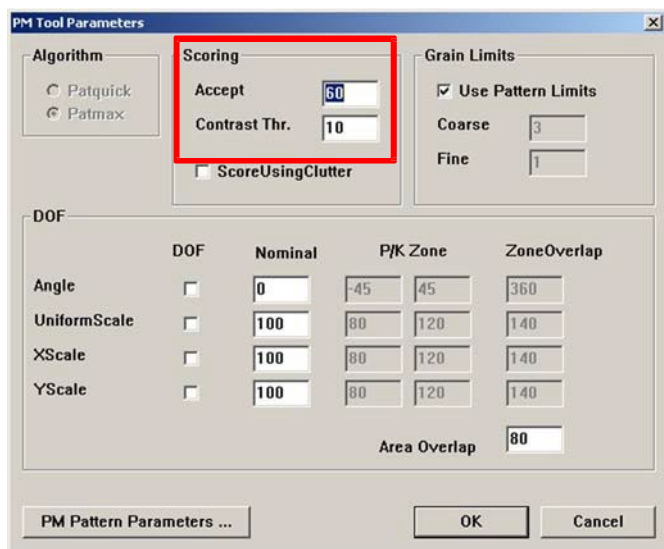 PM Tool Parameters
Algorithm
Patquick
Patmax
Scoring
Accept 60
Contrast Thr. 10
ScoreUsingClutter
Grain Limits
Use Pattern Limits
Coarse 3
Fine 1
DOF
DOF Nominal P/K Zone ZoneOverlap
Angle 0 -45 45 360
UniformScale 100 80 120 140
XScale 100 80 120 140
YScale 100 80 120 140
Area Overlap 80
PM Pattern Parameters ... OK Cancel